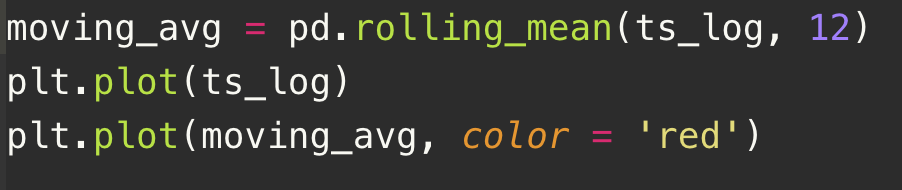 moving_avg = pd.rolling_mean(ts_log, 12)
plt.plot(ts_log)
plt.plot(moving_avg, color = 'red')